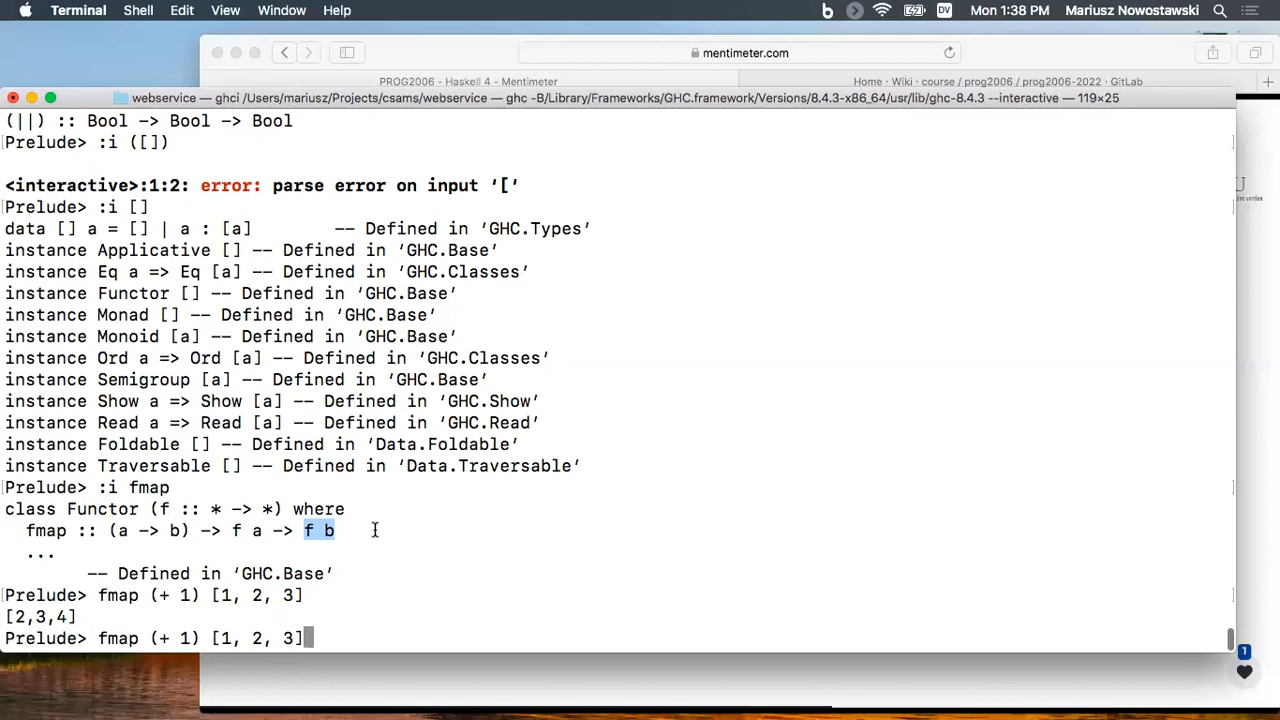 Terminal Shell Edit View Window Help DV Mon 1:38 PM Mariusz Nowostawski
mentimeter.com
PROG2006 - Haskell 4 - Mentimeter Home · Wiki · course / prog2006 / prog2006-2022 · GitLab
webservice — ghci /Users/mariusz/Projects/csams/webservice — ghc -B/Library/Frameworks/GHC.framework/Versions/8.4.3-x86_64/usr/lib/ghc-8.4.3 --interactive — 119×25
(||) :: Bool -> Bool -> Bool
Prelude> :i ([])
<interactive>:1:2: error: parse error on input ‘[’
Prelude> :i []
data [] a = [] | a : [a] -- Defined in ‘GHC.Types’
instance Applicative [] -- Defined in ‘GHC.Base’
instance Eq a => Eq [a] -- Defined in ‘GHC.Classes’
instance Functor [] -- Defined in ‘GHC.Base’
instance Monad [] -- Defined in ‘GHC.Base’
instance Monoid [a] -- Defined in ‘GHC.Base’
instance Ord a => Ord [a] -- Defined in ‘GHC.Classes’
instance Semigroup [a] -- Defined in ‘GHC.Base’
instance Show a => Show [a] -- Defined in ‘GHC.Show’
instance Read a => Read [a] -- Defined in ‘GHC.Read’
instance Foldable [] -- Defined in ‘Data.Foldable’
instance Traversable [] -- Defined in ‘Data.Traversable’
Prelude> :i fmap
class Functor (f :: * -> *) where
fmap :: (a -> b) -> f a -> f b
...
-- Defined in ‘GHC.Base’
Prelude> fmap (+ 1) [1, 2, 3]
[2,3,4]
Prelude> fmap (+ 1) [1, 2, 3]
1